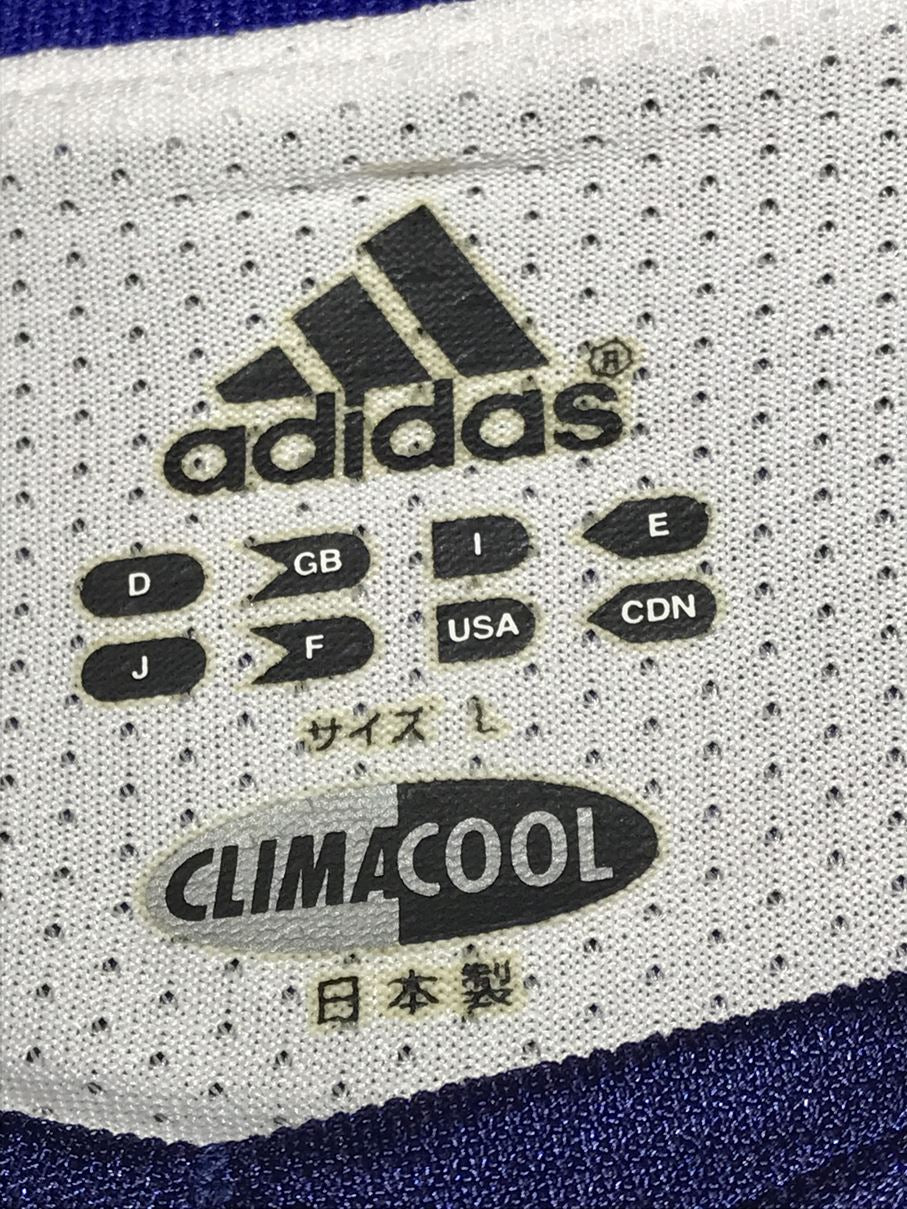 adidas®
D GB I E
J F USA CDN
サイズ L
CLIMACOOL
日本製